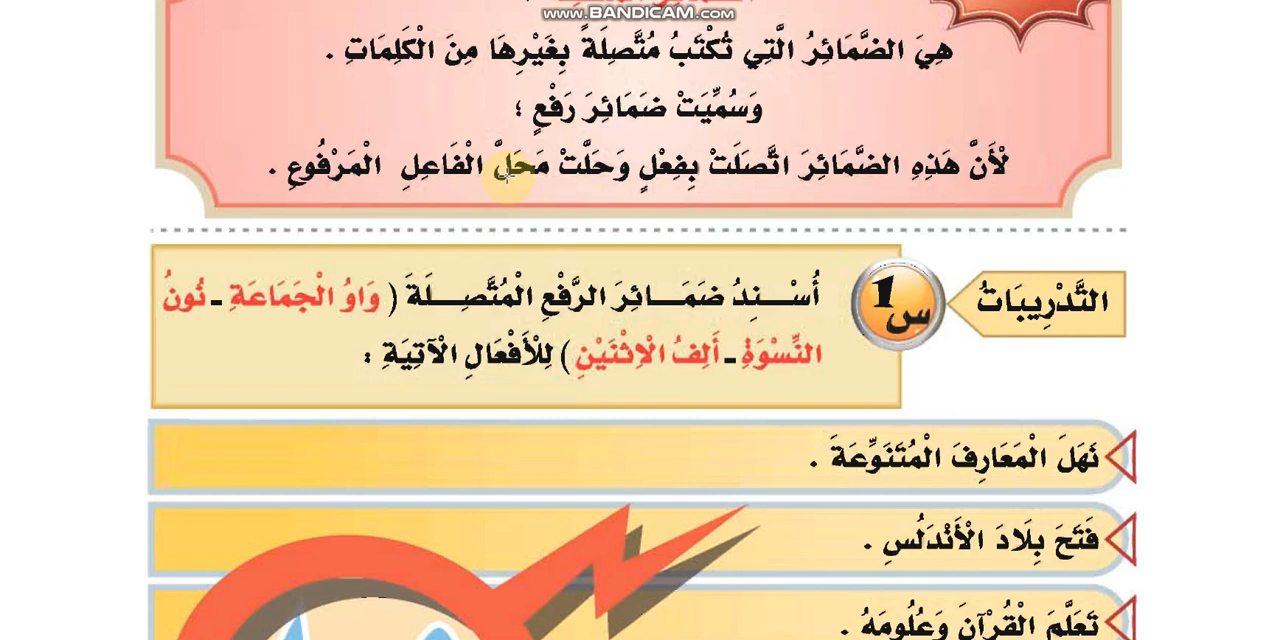 www.BANDICAM.com
هِيَ الضَّمَائِرُ الَّتِي تُكْتَبُ مُتَّصِلَةً بِغَيْرِهَا مِنَ الْكَلِمَاتِ .
وَسُمِّيَتْ ضَمَائِرَ رَفْعٍ ؛
لْأَنَّ هَذِهِ الضَّمَائِرَ اتَّصَلَتْ بِفِعْلٍ وَحَلَّتْ مَحَلَّ الْفَاعِلِ الْمَرْفُوعِ .
التَّدْرِيبَاتُ
س1
أُسْنِدُ ضَمَائِرَ الرَّفْعِ الْمُتَّصِلَةَ ( وَاوُ الْجَمَاعَةِ - نُونُ
النِّسْوَةِ - أَلِفُ الْاِثْنَيْنِ ) لِلْأَفْعَالِ الْآتِيَةِ :
نَهَلَ الْمَعَارِفَ الْمُتَنَوِّعَةَ .
فَتَحَ بِلَادَ الْأَنْدَلُسِ .
تَعَلَّمَ الْقُرْآنَ وَعُلُومَهُ .